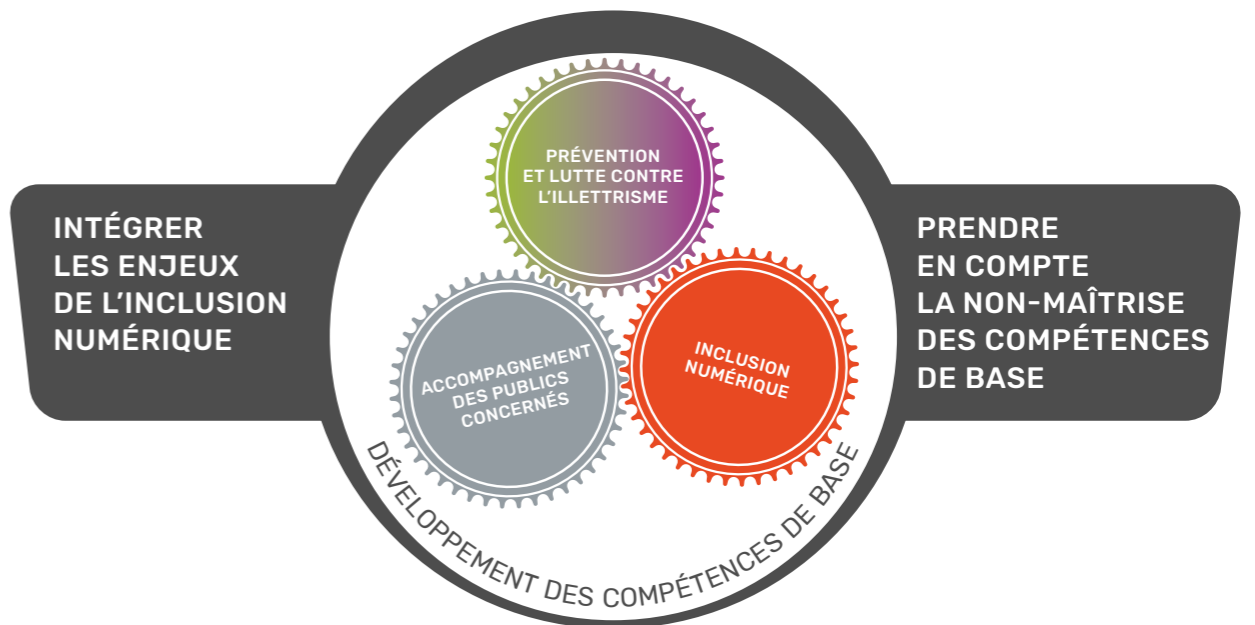 INTÉGRER
LES ENJEUX
DE L'INCLUSION
NUMÉRIQUE
PRÉVENTION
ET LUTTE CONTRE
L'ILLETTRISME
ACCOMPAGNEMENT
DES PUBLICS
CONCERNÉS
INCLUSION
NUMÉRIQUE
DÉVELOPPEMENT DES COMPÉTENCES DE BASE
PRENDRE
EN COMPTE
LA NON-MAÎTRISE
DES COMPÉTENCES
DE BASE